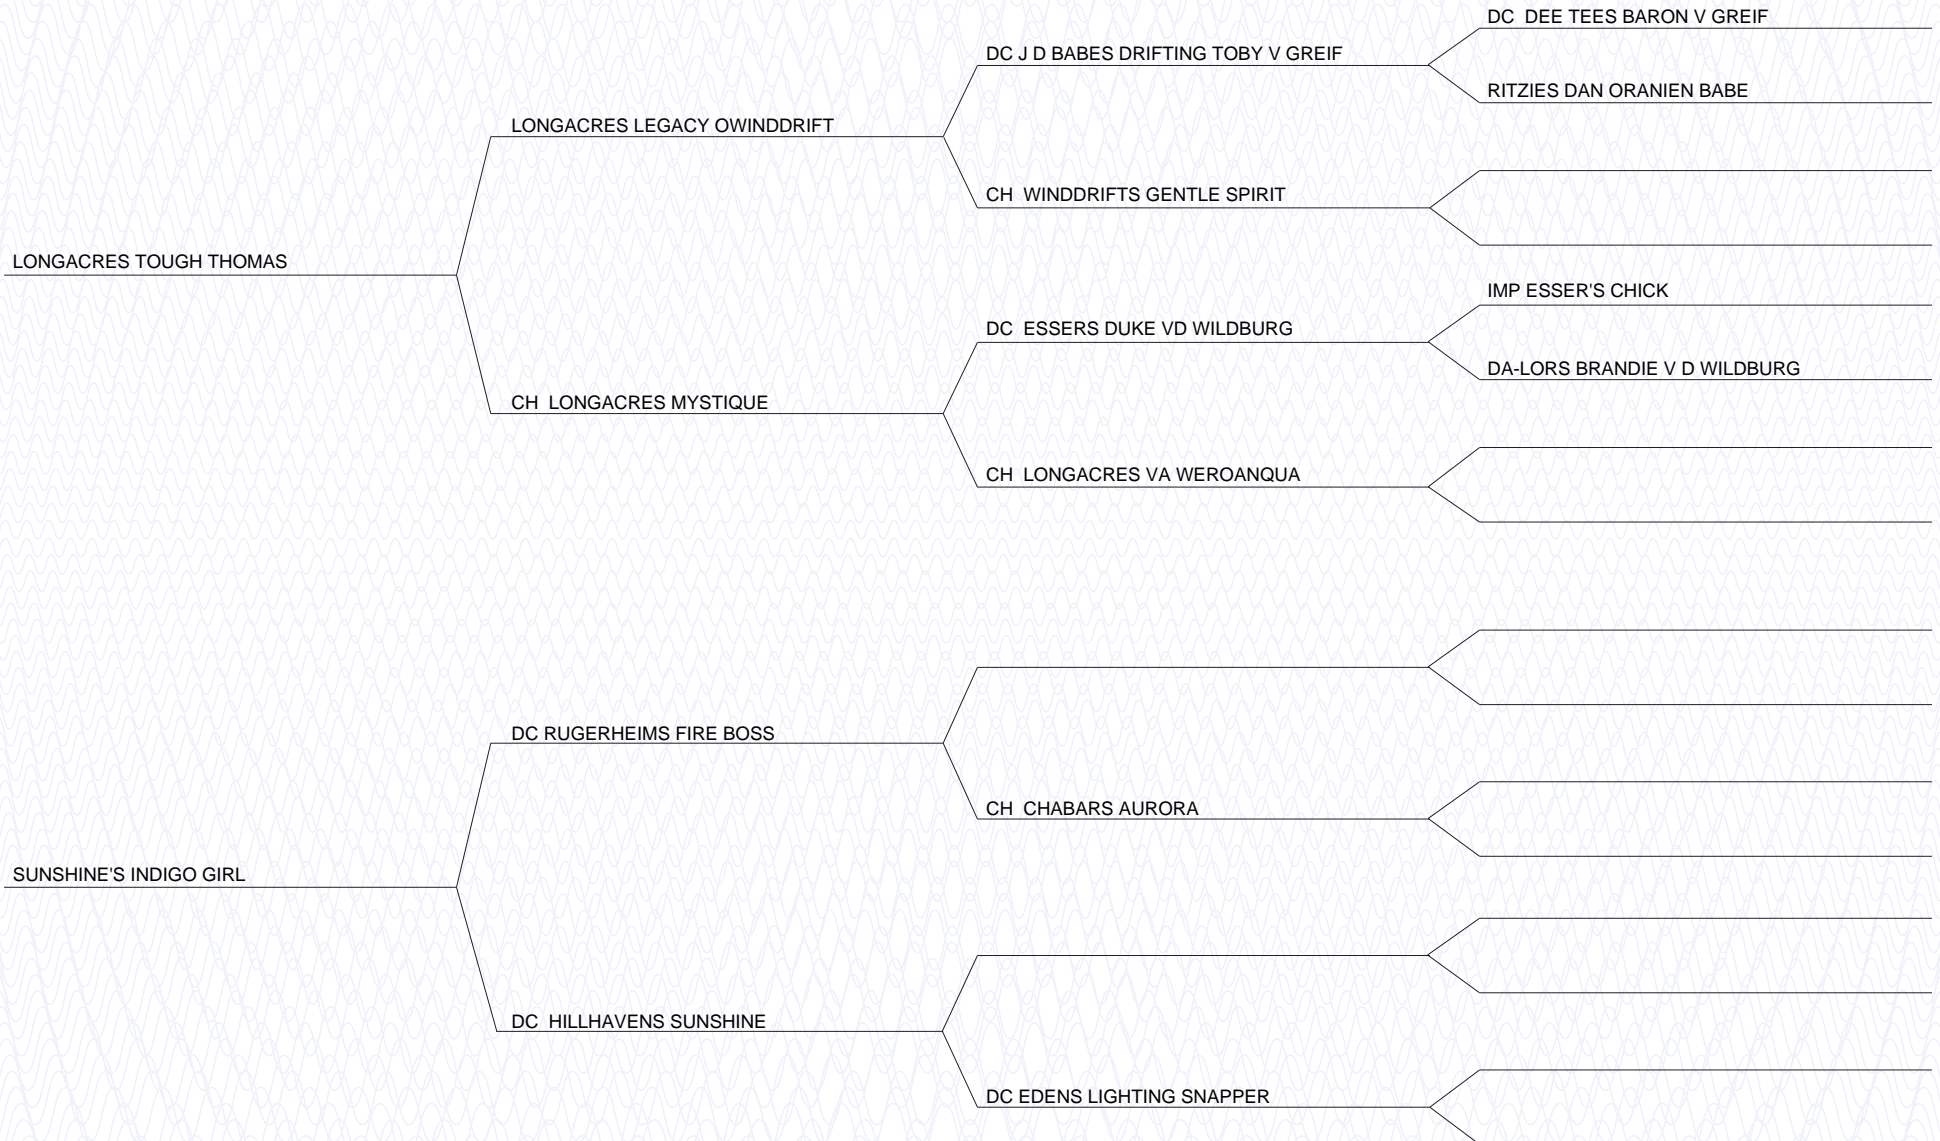 DC  DEE TEES BARON V GREIF
DC J D BABES DRIFTING TOBY V GREIF
RITZIES DAN ORANIEN BABE
LONGACRES LEGACY OWINDDRIFT
CH  WINDDRIFTS GENTLE SPIRIT
LONGACRES TOUGH THOMAS
IMP ESSER'S CHICK
DC  ESSERS DUKE VD WILDBURG
DA-LORS BRANDIE V D WILDBURG
CH  LONGACRES MYSTIQUE
CH  LONGACRES VA WEROANQUA
DC RUGERHEIMS FIRE BOSS
CH  CHABARS AURORA
SUNSHINE'S INDIGO GIRL
DC  HILLHAVENS SUNSHINE
DC EDENS LIGHTING SNAPPER